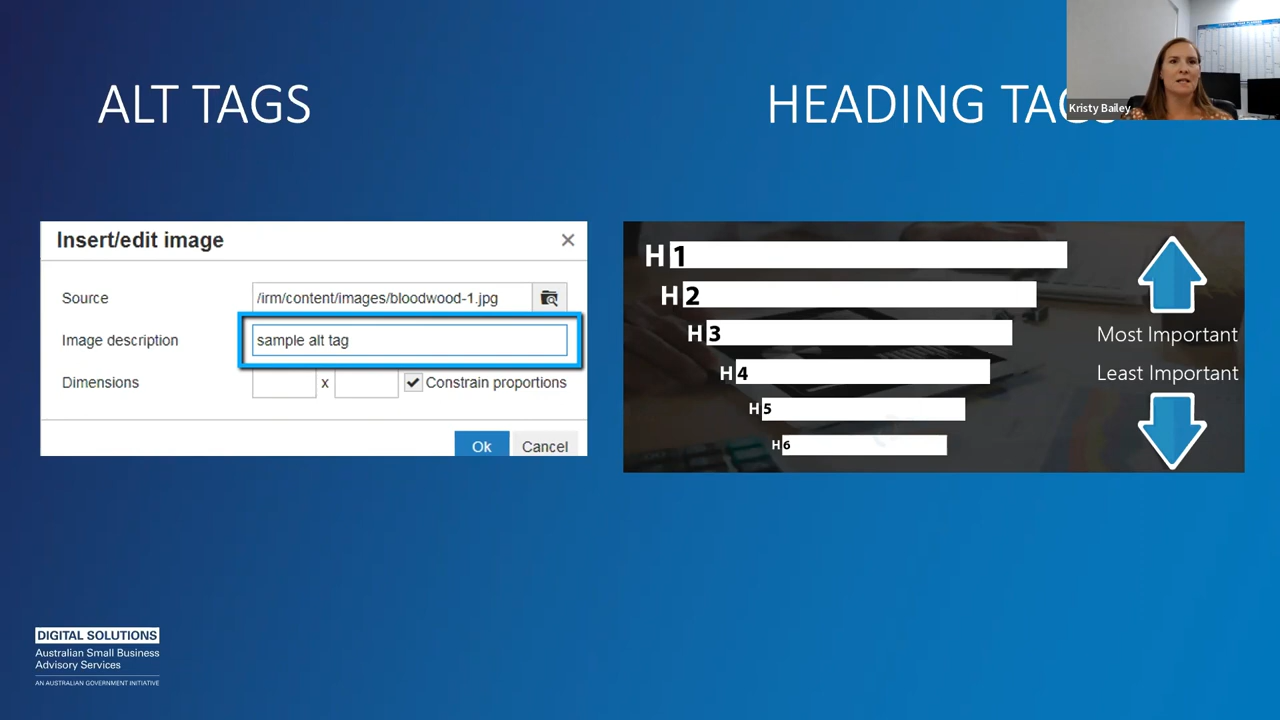 ALT TAGS
HEADING TAGS
Kristy Bailey
Insert/edit image
Source
/irm/content/images/bloodwood-1.jpg
Image description
sample alt tag
Dimensions
x
Constrain proportions
Ok
Cancel
H1
H2
H3
H4
H5
H6
Most Important
Least Important
DIGITAL SOLUTIONS
Australian Small Business
Advisory Services
AN AUSTRALIAN GOVERNMENT INITIATIVE